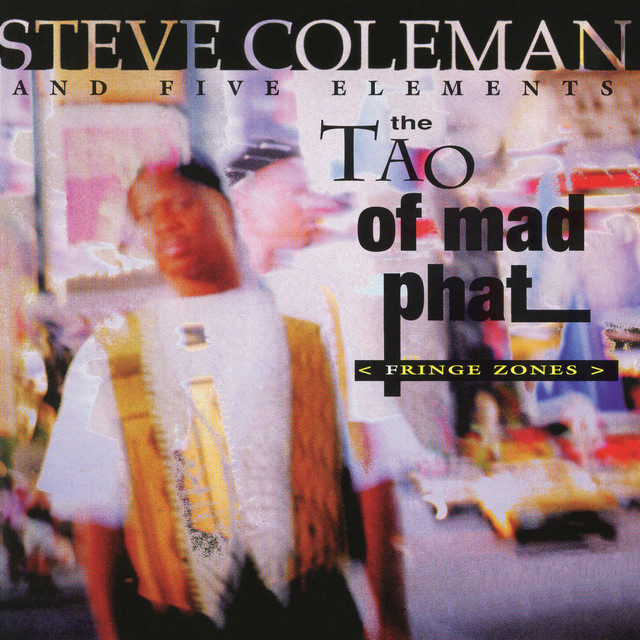 STEVE COLEMAN
AND FIVE ELEMENTS
the
TAO
of mad
phat
< FRINGE ZONES >